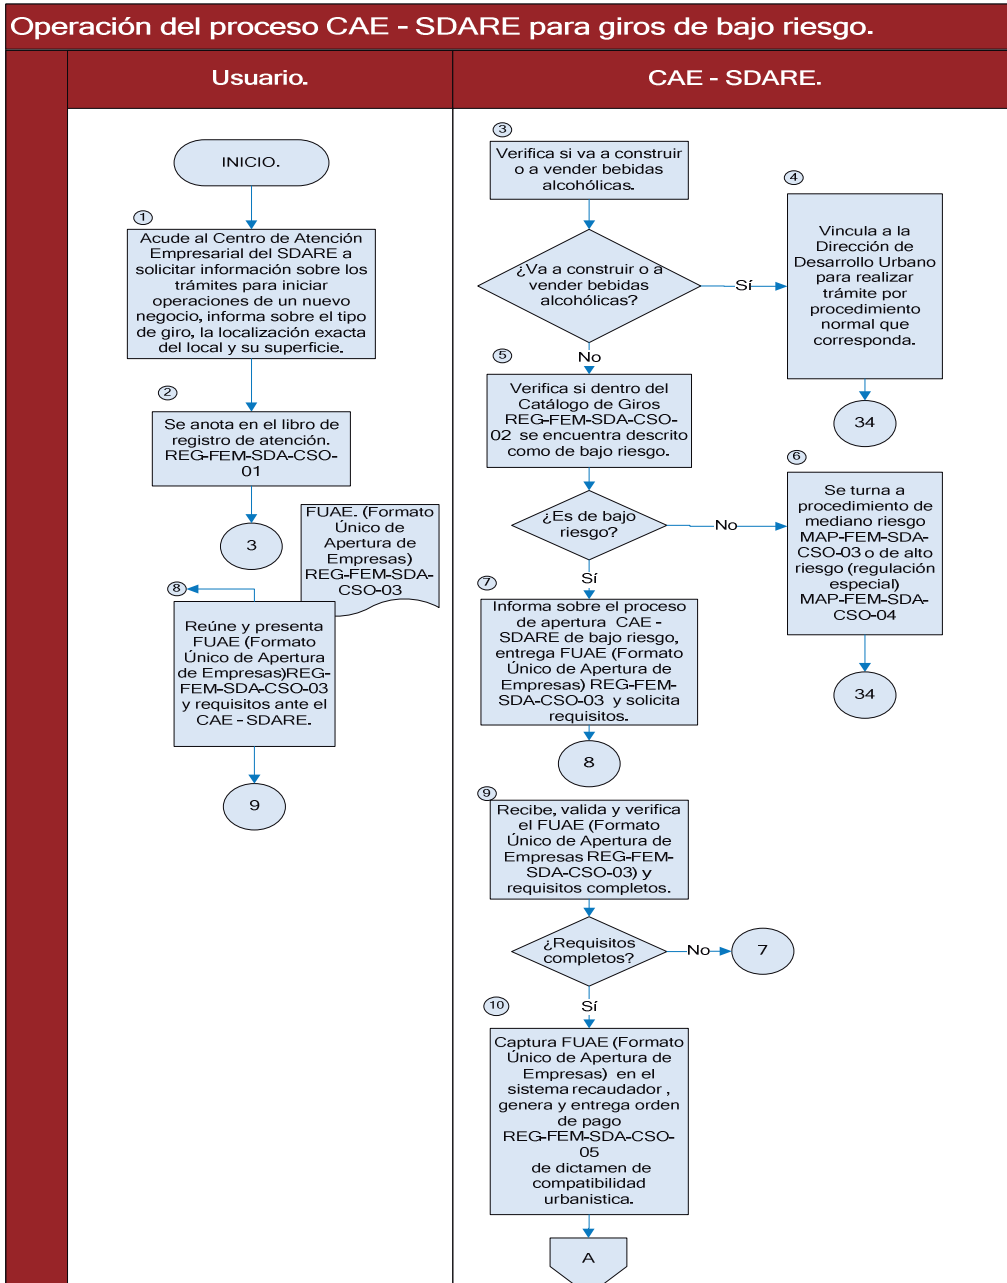 Operación del proceso CAE - SDARE para giros de bajo riesgo.
Usuario.
CAE - SDARE.
INICIO.
1
Acude al Centro de Atención
Empresarial del SDARE a
solicitar información sobre los
trámites para iniciar
operaciones de un nuevo
negocio, informa sobre el tipo
de giro, la localización exacta
del local y su superficie.
2
Se anota en el libro de
registro de atención.
REG-FEM-SDA-CSO-
01
3
FUAE. (Formato
Único de
Apertura de
Empresas)
REG-FEM-SDA-
CSO-03
8
Reúne y presenta
FUAE (Formato
Único de Apertura
de Empresas)REG-
FEM-SDA-CSO-03
y requisitos ante el
CAE - SDARE.
9
3
Verifica si va a construir
o a vender bebidas
alcohólicas.
¿Va a construir o a
vender bebidas
alcohólicas?
Sí
4
Vincula a la
Dirección de
Desarrollo Urbano
para realizar
trámite por
procedimiento
normal que
corresponda.
34
No
5
Verifica si dentro del
Catálogo de Giros
REG-FEM-SDA-CSO-
02 se encuentra descrito
como de bajo riesgo.
¿Es de bajo
riesgo?
No
6
Se turna a
procedimiento de
mediano riesgo
MAP-FEM-SDA-
CSO-03 o de alto
riesgo (regulación
especial)
MAP-FEM-SDA-
CSO-04
34
Sí
7
Informa sobre el proceso
de apertura CAE -
SDARE de bajo riesgo,
entrega FUAE (Formato
Único de Apertura de
Empresas) REG-FEM-
SDA-CSO-03 y solicita
requisitos.
8
9
Recibe, valida y verifica
el FUAE (Formato
Único de Apertura de
Empresas REG-FEM-
SDA-CSO-03) y
requisitos completos.
¿Requisitos
completos?
No
7
Sí
10
Captura FUAE (Formato
Único de Apertura de
Empresas) en el
sistema recaudador ,
genera y entrega orden
de pago
REG-FEM-SDA-CSO-
05
de dictamen de
compatibilidad
urbanistica.
A